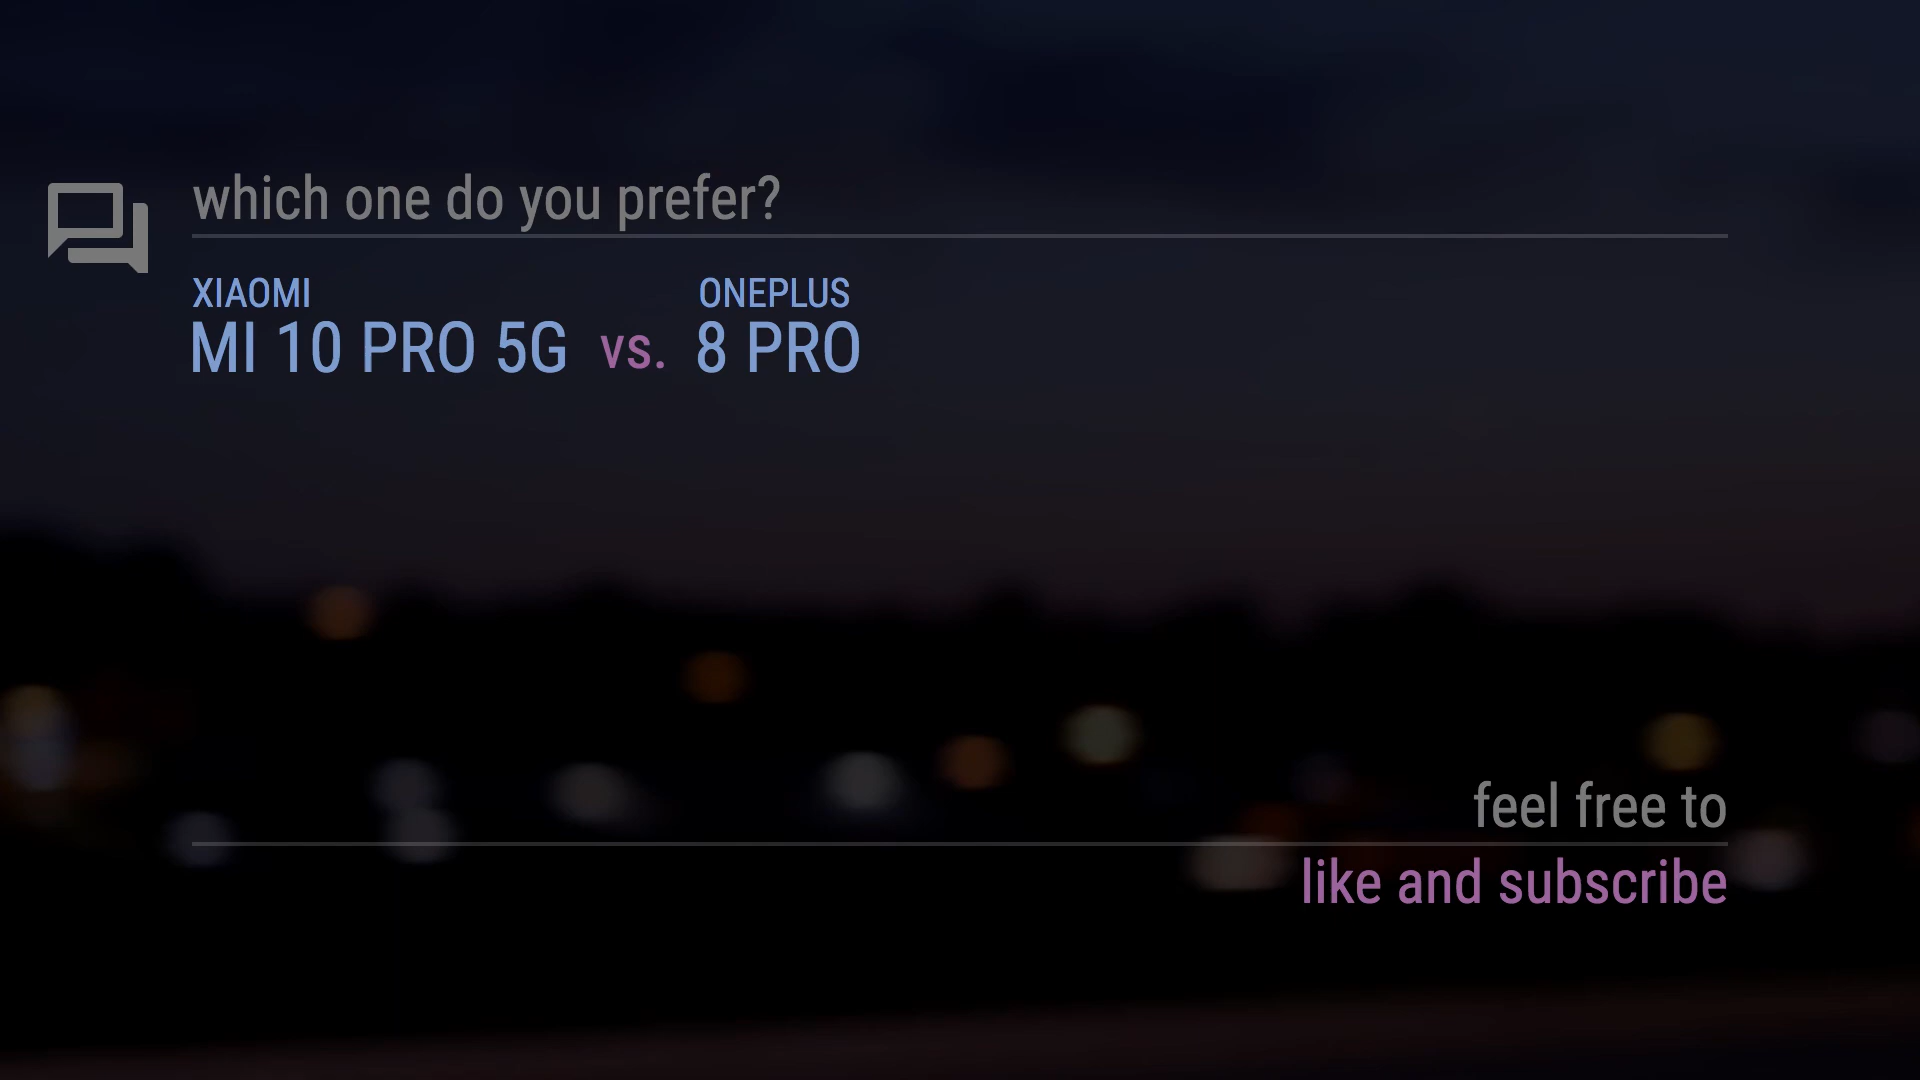 which one do you prefer?
XIAOMI ONEPLUS
MI 10 PRO 5G vs. 8 PRO
feel free to
like and subscribe